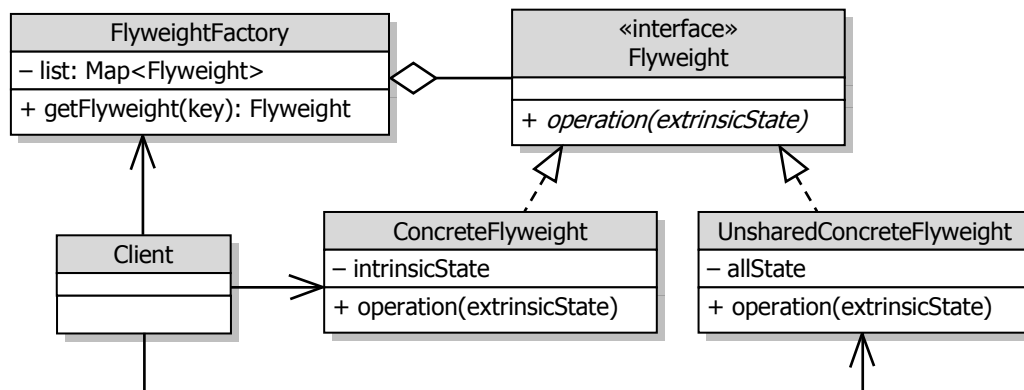 FlyweightFactory
– list: Map<Flyweight>
+ getFlyweight(key): Flyweight
«interface»
Flyweight
+ operation(extrinsicState)
Client
ConcreteFlyweight
– intrinsicState
+ operation(extrinsicState)
UnsharedConcreteFlyweight
– allState
+ operation(extrinsicState)